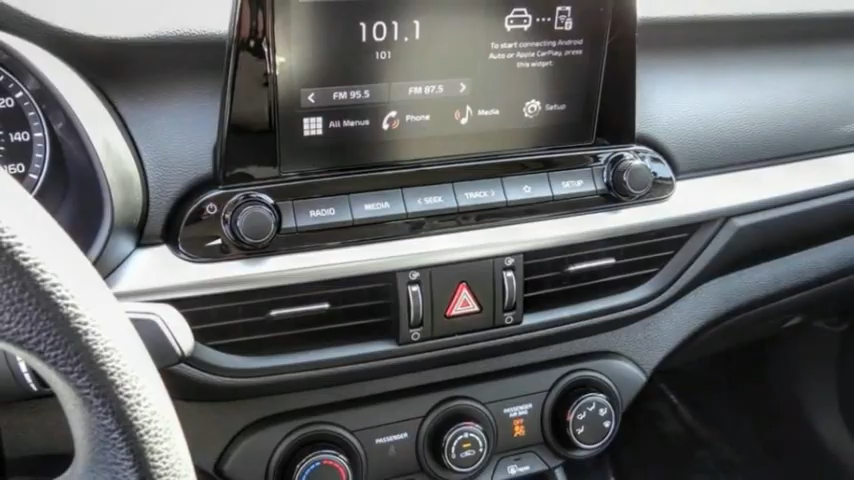 101.1
101
To start connecting Android
Auto or Apple CarPlay, press
this widget.
< FM 95.5
FM 87.5 >
All Menus
Phone
Media
Setup
RADIO
MEDIA
< SEEK
TRACK >
SETUP
20
140
160
PASSENGER
PASSENGER
AIR BAG
OFF